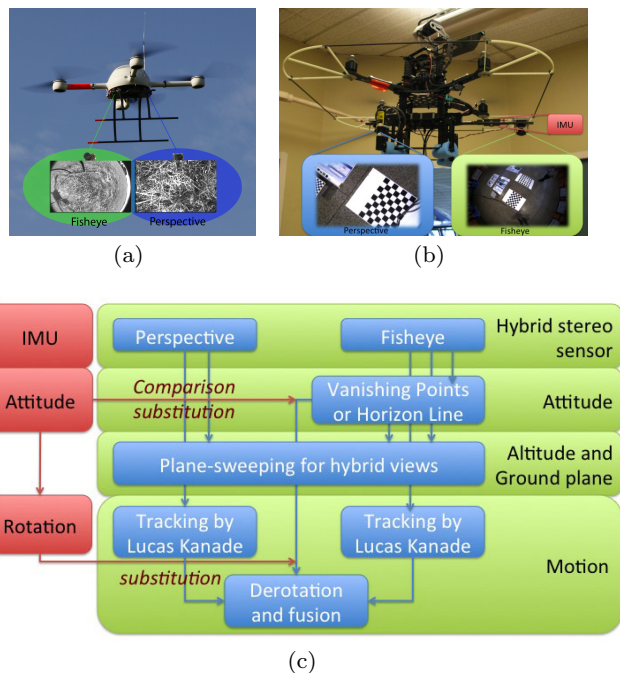 Fisheye
Perspective
(a)
IMU
Perspective
Fisheye
(b)
IMU
Perspective
Fisheye
Hybrid stereo
sensor
Attitude
Comparison
substitution
Vanishing Points
or Horizon Line
Attitude
Plane-sweeping for hybrid views
Altitude and
Ground plane
Rotation
Tracking by
Lucas Kanade
Tracking by
Lucas Kanade
Motion
substitution
Derotation
and fusion
(c)